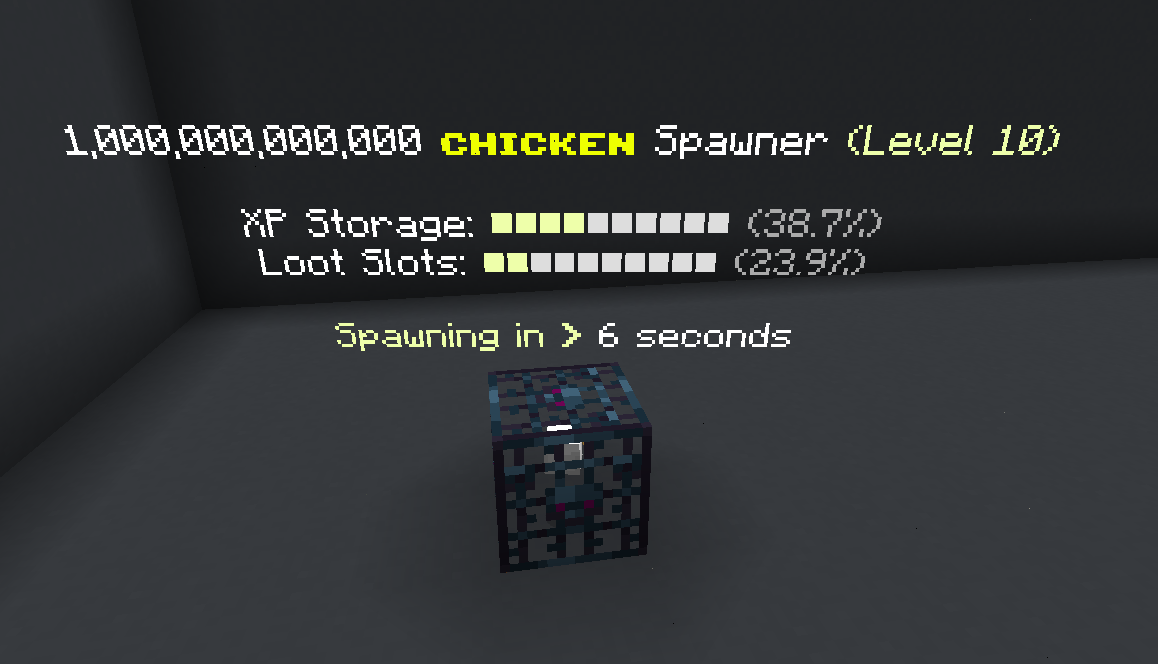 1,000,000,000,000 CHICKEN Spawner (Level 10)
XP Storage: (38.7%)
Loot Slots: (23.9%)
Spawning in > 6 seconds